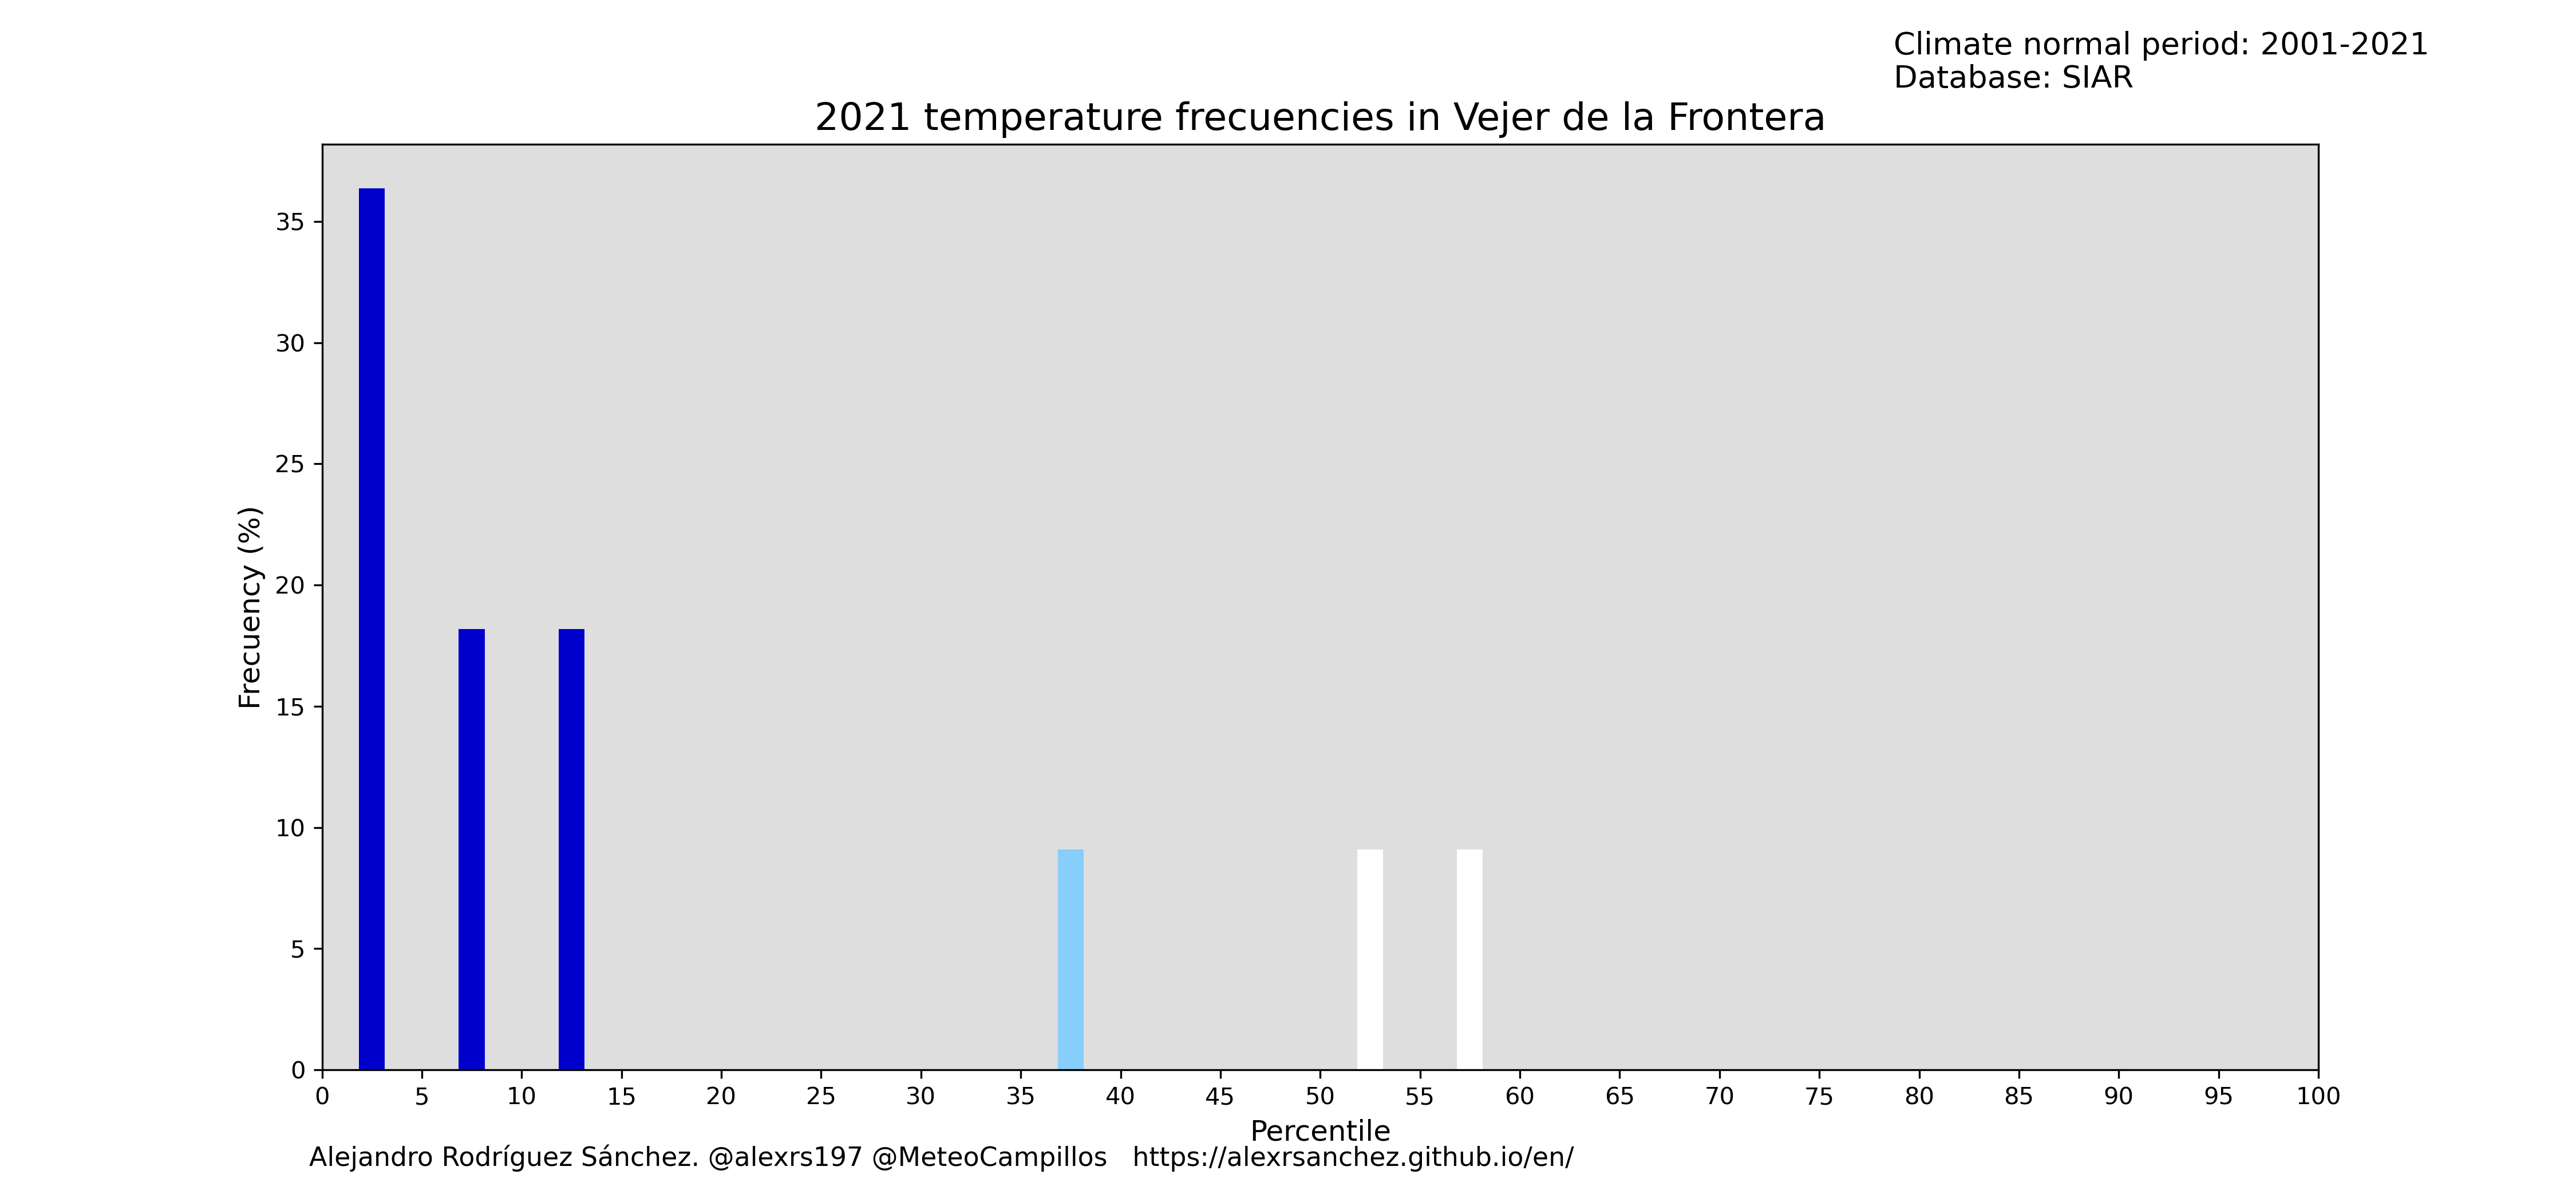 Climate normal period: 2001-2021
Database: SIAR
2021 temperature frecuencies in Vejer de la Frontera
Frecuency (%)
35
30
25
20
15
10
5
0
0 5 10 15 20 25 30 35 40 45 50 55 60 65 70 75 80 85 90 95 100
Percentile
Alejandro Rodríguez Sánchez. @alexrs197 @MeteoCampillos https://alexrsanchez.github.io/en/